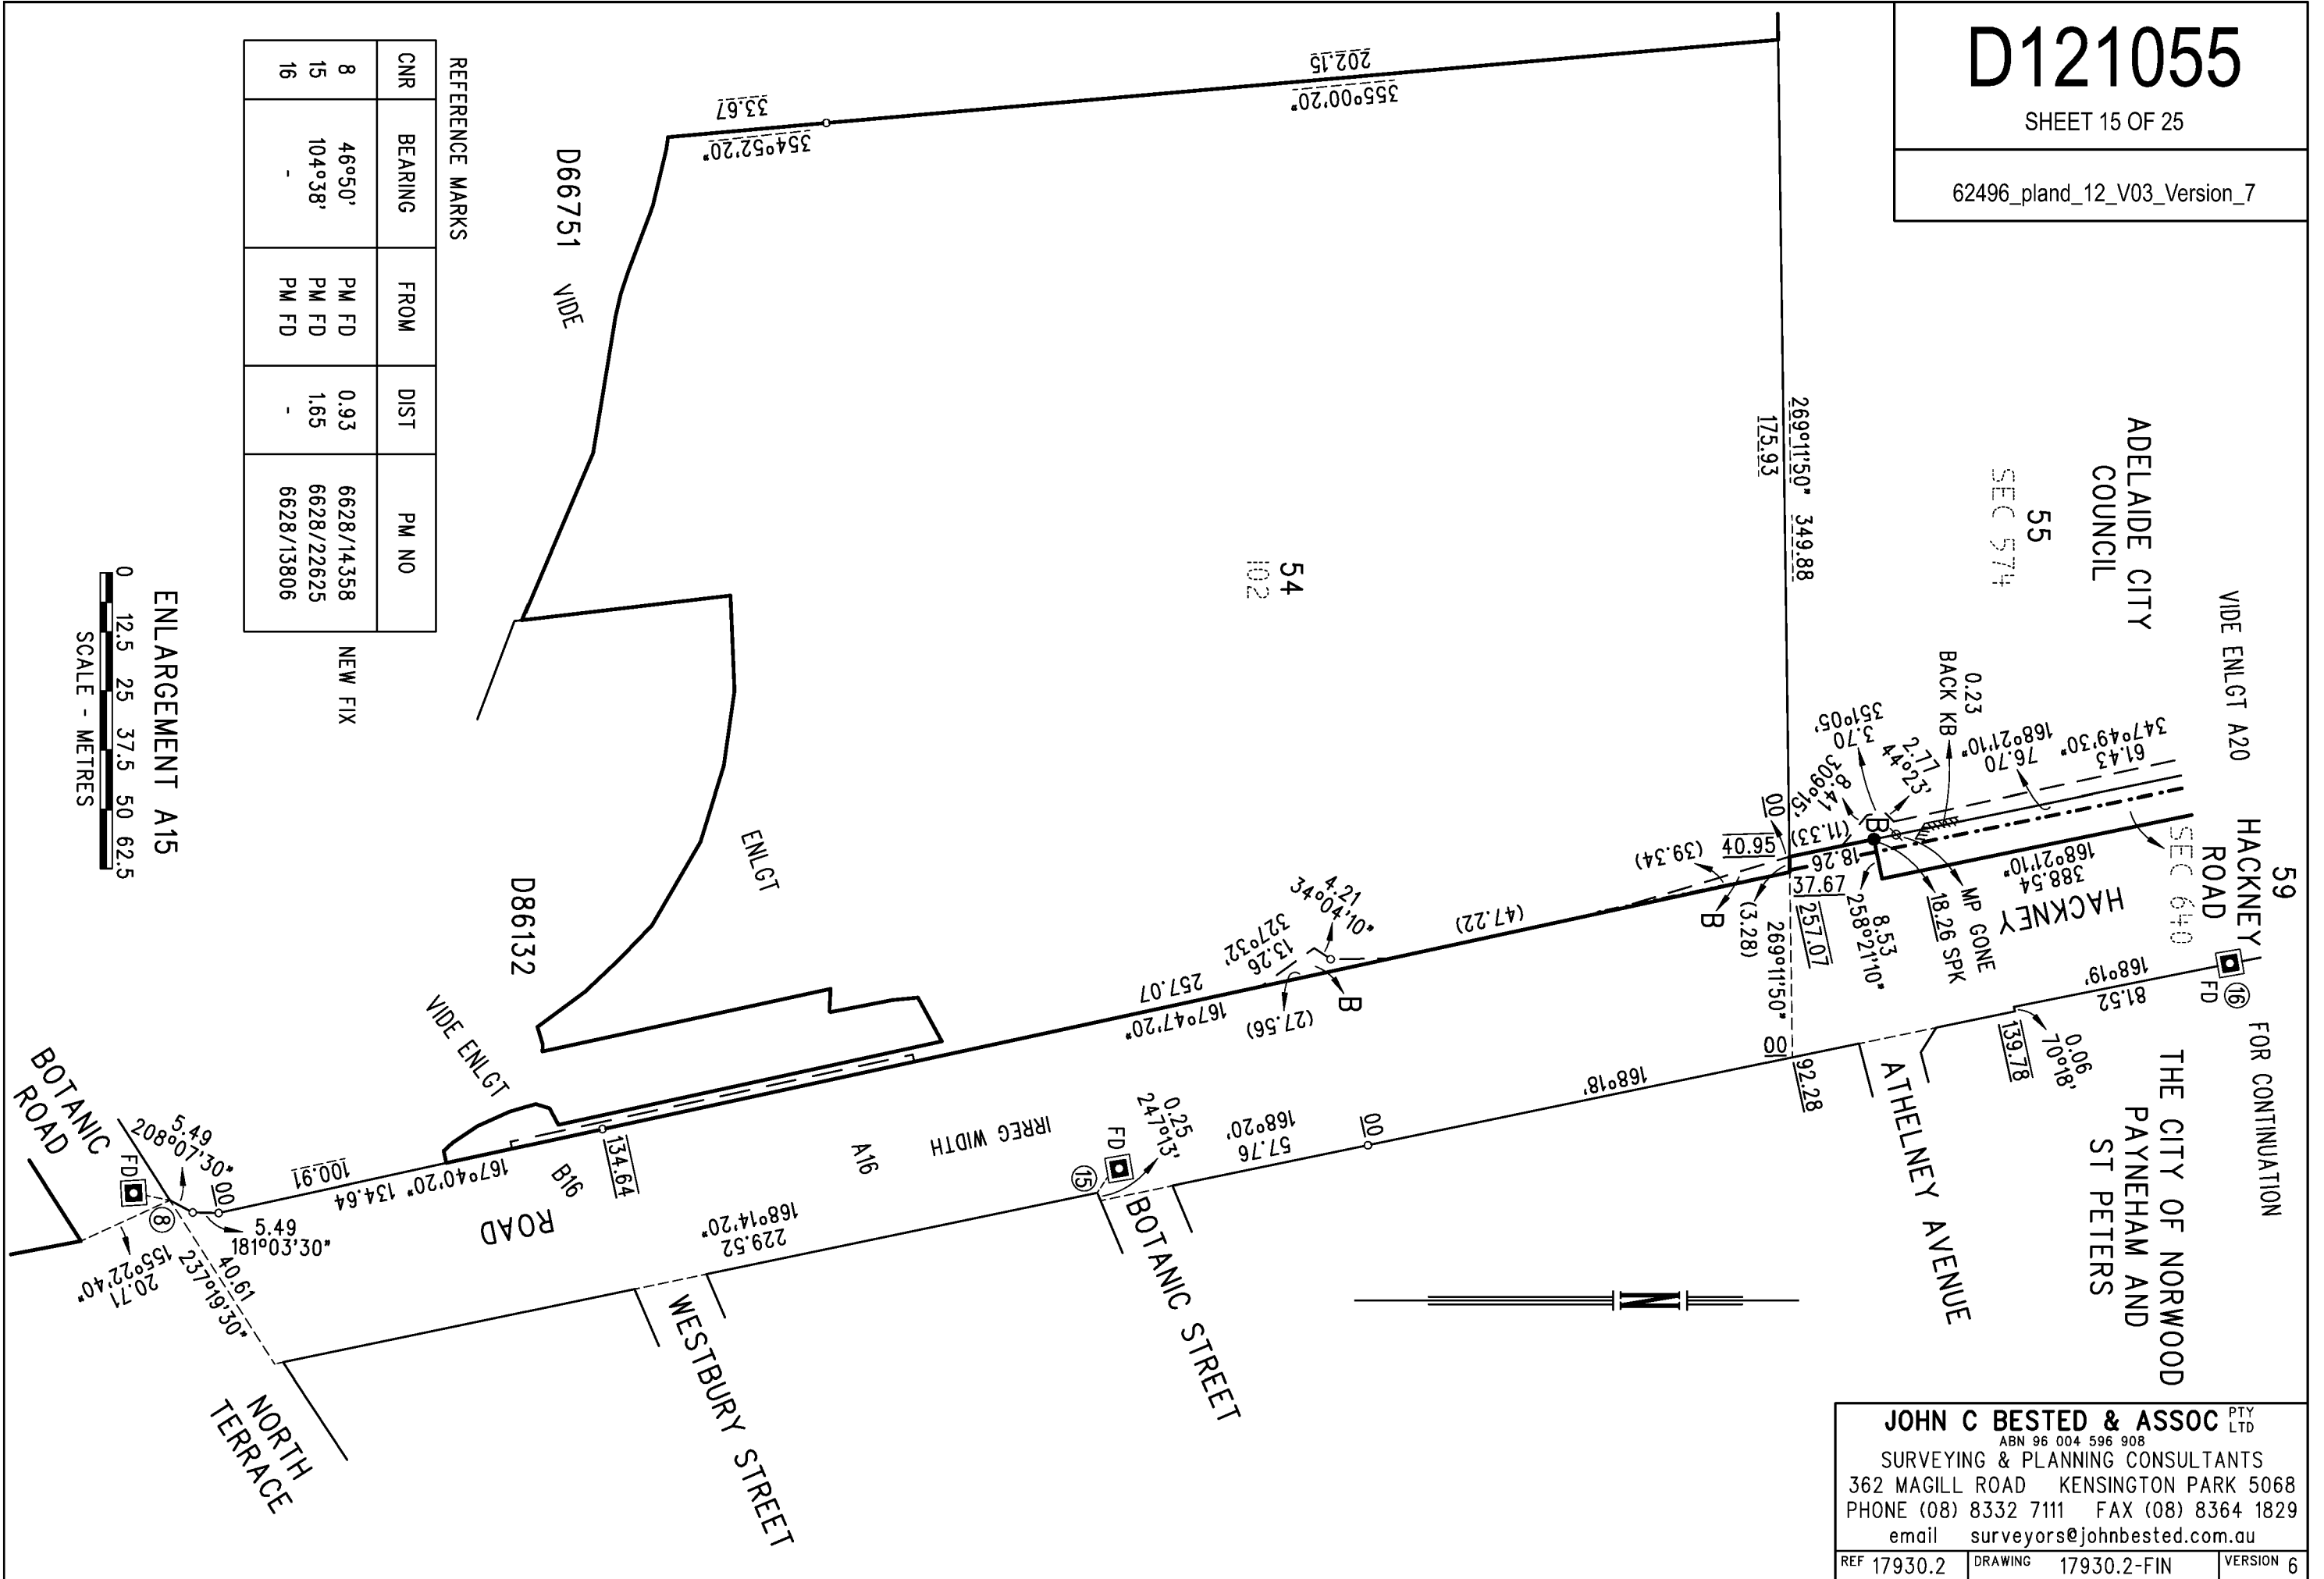 D121055
SHEET 15 OF 25
62496_pland_12_V03_Version_7
REFERENCE MARKS
CNR BEARING FROM DIST PM NO
8 46°50' PM FD 0.93 6628/14358 NEW FIX
15 104°38' PM FD 1.65 6628/22625
16 - PM FD - 6628/13806
ENLARGEMENT A15
0 12.5 25 37.5 50 62.5
SCALE - METRES
D66751 VIDE
ENLGT
D86132
VIDE ENLGT
33.67
354°52'20"
202.15
355°00'20"
269°11'50" 349.88
175.93
54
102
55
SEC 574
ADELAIDE CITY
COUNCIL
VIDE ENLGT A20
59
HACKNEY
ROAD
SEC 640
FOR CONTINUATION
THE CITY OF NORWOOD
PAYNEHAM AND
ST PETERS
0.23
BACK KB
347°49'30"
61.43
168°21'10"
76.70
351°05'
3.70
2.77
44°23'
309°15'
8.41
(11.33)
18.26
B
00
40.95
(39.34)
37.67
257.07
(3.28)
269°11'50"
8.53
258°21'10"
18.26 SPK
MP GONE
388.54
168°21'10"
HACKNEY
B
(47.22)
4.21
34°04'10"
327°32'
13.26
(27.56)
B
257.07
167°47'20"
16
FD
168°19'
81.52
139.78
0.06
70°18'
00
92.28
ATHELNEY AVENUE
168°18'
00
168°20'
57.76
0.25
247°13'
FD
15
BOTANIC STREET
IRREG WIDTH
A16
B16
134.64
167°40'20" 134.64
100.91
ROAD
168°14'20"
229.52
WESTBURY STREET
BOTANIC
ROAD
5.49
208°07'30"
00
FD
8
5.49
181°03'30"
20.71
155°22'40"
40.61
237°19'30"
NORTH
TERRACE
N
JOHN C BESTED & ASSOC PTY LTD
ABN 96 004 596 908
SURVEYING & PLANNING CONSULTANTS
362 MAGILL ROAD KENSINGTON PARK 5068
PHONE (08) 8332 7111 FAX (08) 8364 1829
email surveyors@johnbested.com.au
REF 17930.2 DRAWING 17930.2-FIN VERSION 6